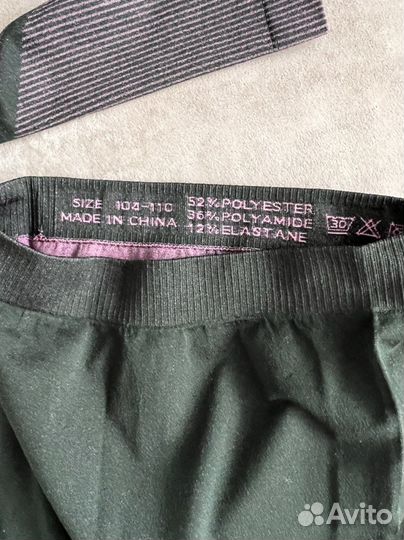 SIZE 104-110
MADE IN CHINA
52% POLYESTER
36% POLYAMIDE
12% ELASTANE
30
Avito